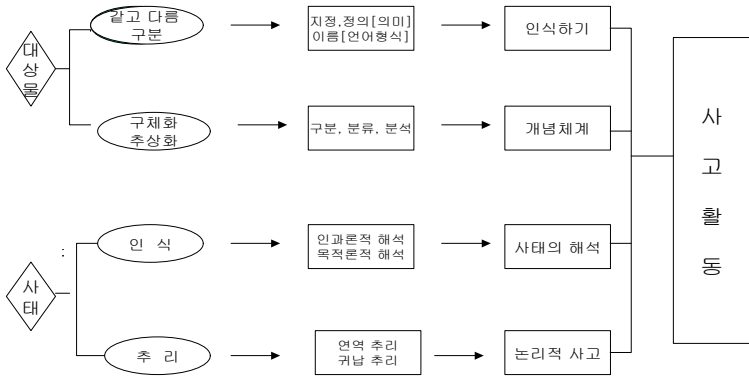 같고 다름
구분
지정,정의[의미]
이름[언어형식]
인식하기
대
상
물
구체화
추상화
구분, 분류, 분석
개념체계
사
고
활
동
인 식
인과론적 해석
목적론적 해석
사태의 해석
:
사
태
추 리
연역 추리
귀납 추리
논리적 사고